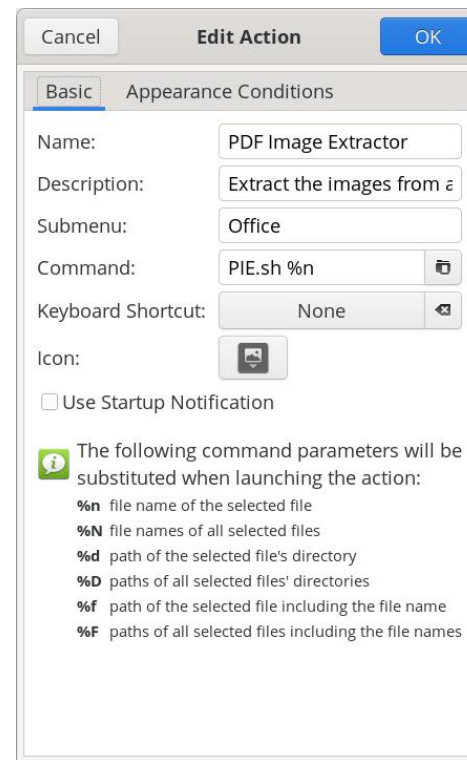 Cancel Edit Action OK
Basic Appearance Conditions
Name: PDF Image Extractor
Description: Extract the images from a
Submenu: Office
Command: PIE.sh %n
Keyboard Shortcut: None
Icon:
Use Startup Notification
The following command parameters will be
substituted when launching the action:
%n file name of the selected file
%N file names of all selected files
%d path of the selected file's directory
%D paths of all selected files' directories
%f path of the selected file including the file name
%F paths of all selected files including the file names